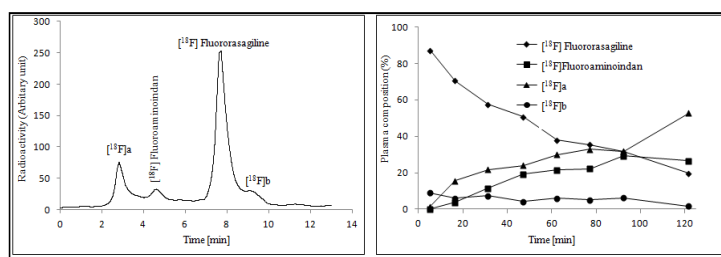 300
250
200
150
100
50
0
Radioactivity (Arbitary unit)
[¹⁸F] Fluororasagiline
[¹⁸F]a
[¹⁸F] Fluoroaminoindan
[¹⁸F]b
0 2 4 6 8 10 12 14
Time [min]
100
80
60
40
20
0
Plasma composition (%)
[¹⁸F] Fluororasagiline
[¹⁸F]Fluoroaminoindan
[¹⁸F]a
[¹⁸F]b
0 20 40 60 80 100 120
Time [min]